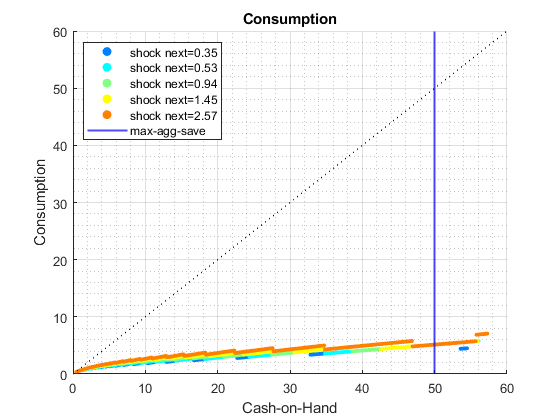 Consumption
60
50
40
30
20
10
0
Consumption
shock next=0.35
shock next=0.53
shock next=0.94
shock next=1.45
shock next=2.57
max-agg-save
0 10 20 30 40 50 60
Cash-on-Hand